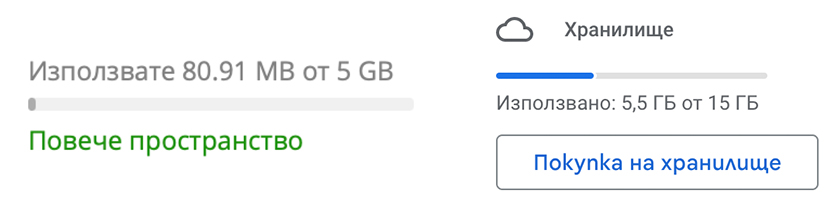 Използвате 80.91 MB от 5 GB
Повече пространство
Хранилище
Използвано: 5,5 ГБ от 15 ГБ
Покупка на хранилище